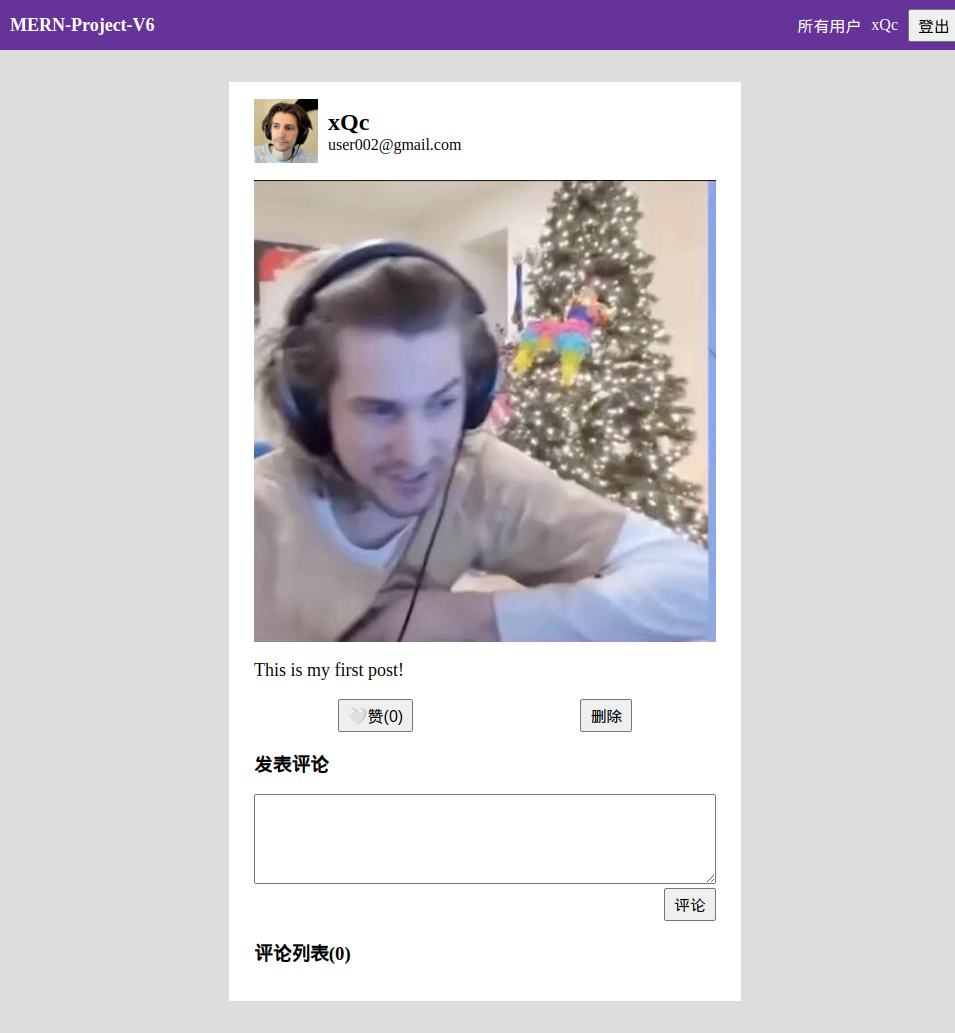 MERN-Project-V6
所有用户
xQc
登出
xQc
user002@gmail.com
This is my first post!
🤍赞(0)
删除
发表评论
评论
评论列表(0)